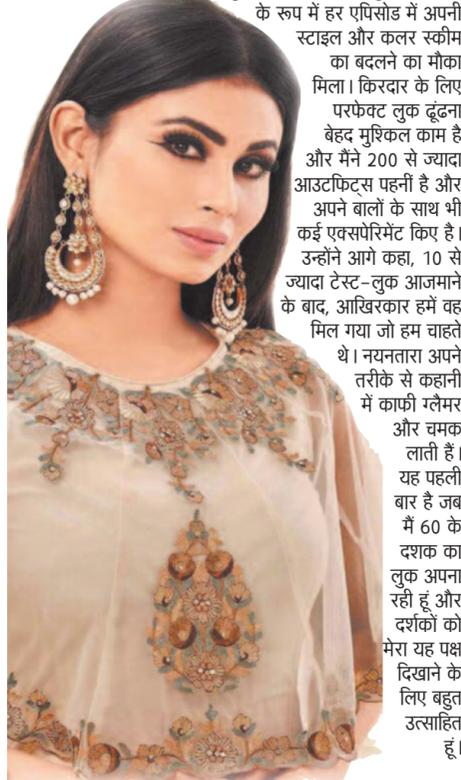 के रूप में हर एपिसोड में अपनी
स्टाइल और कलर स्कीम
का बदलने का मौका
मिला। किरदार के लिए
परफेक्ट लुक ढूंढना
बेहद मुश्किल काम है
और मैंने 200 से ज्यादा
आउटफिट्स पहनीं है और
अपने बालों के साथ भी
कई एक्सपेरिमेंट किए है।
उन्होंने आगे कहा, 10 से
ज्यादा टेस्ट-लुक आजमाने
के बाद, आखिरकार हमें वह
मिल गया जो हम चाहते
थे। नयनतारा अपने
तरीके से कहानी
में काफी ग्लैमर
और चमक
लाती हैं।
यह पहली
बार है जब
मैं 60 के
दशक का
लुक अपना
रही हूं और
दर्शकों को
मेरा यह पक्ष
दिखाने के
लिए बहुत
उत्साहित
हूं।